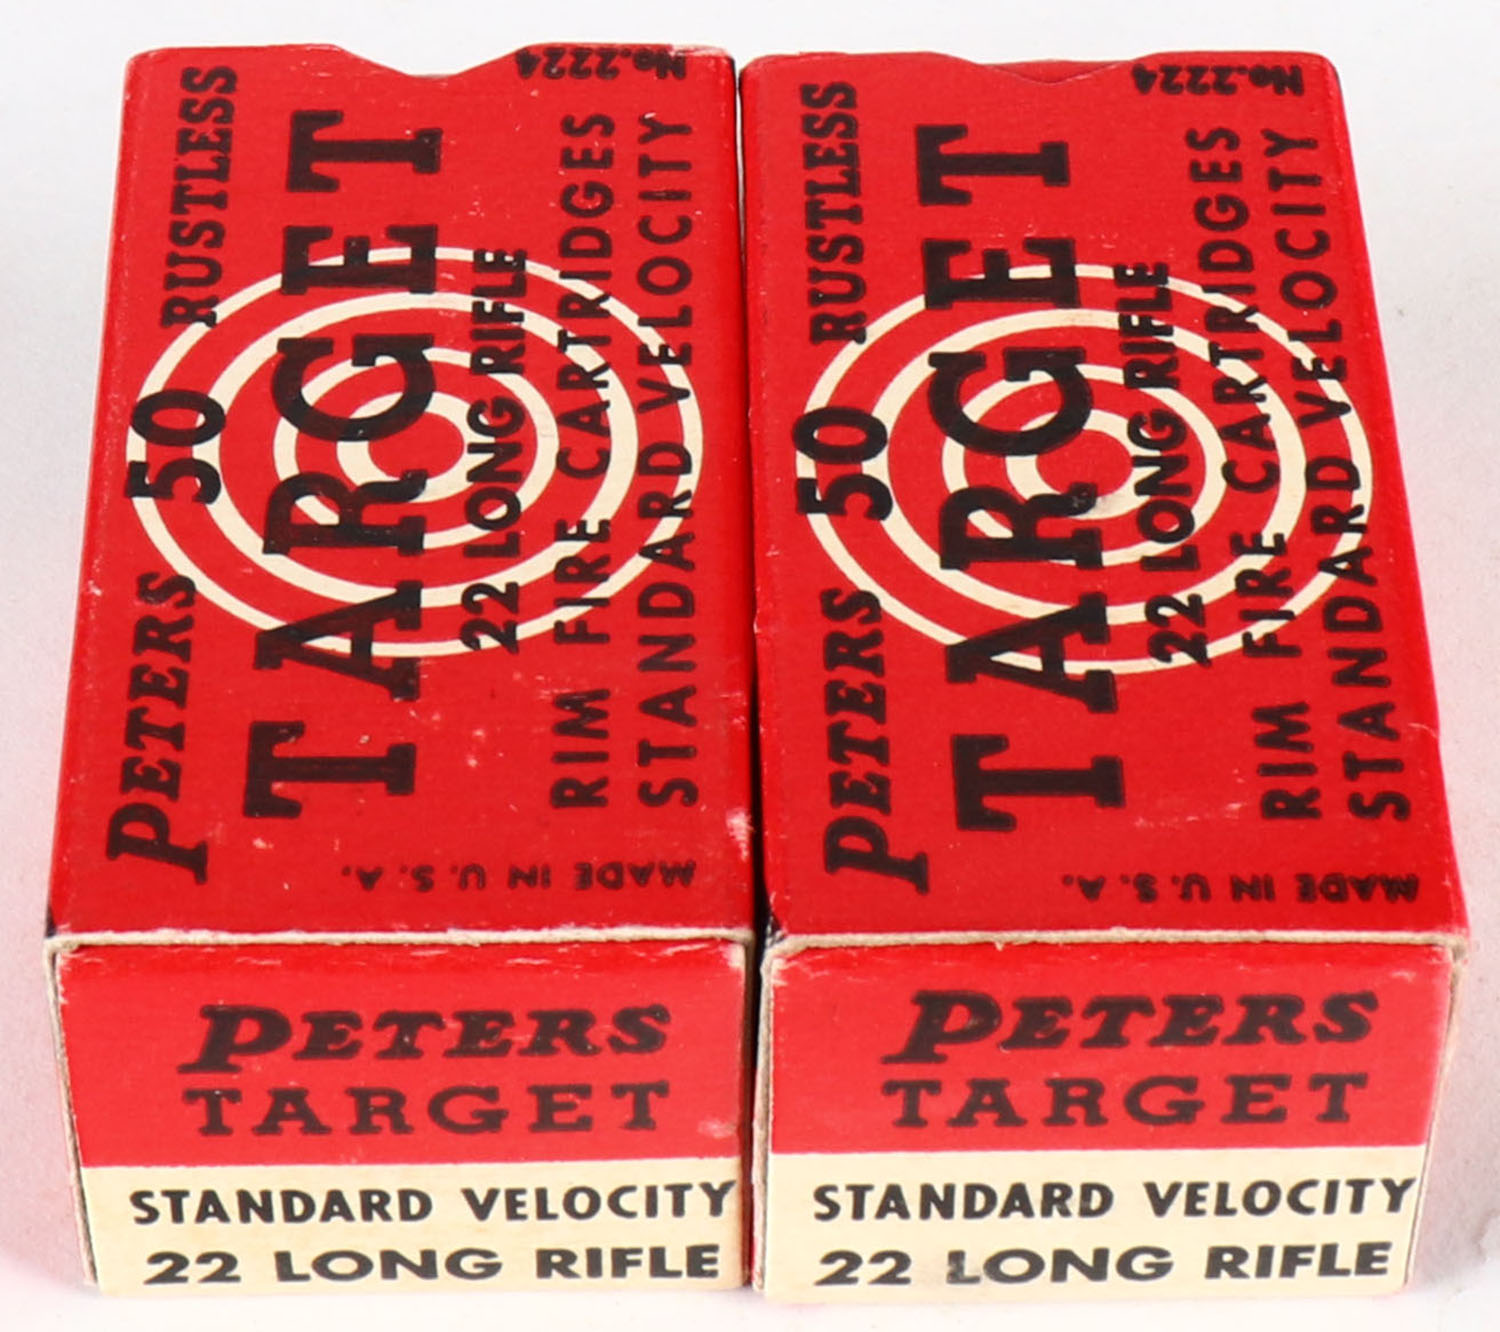 PETERS 50 RUSTLESS
TARGET
22 LONG RIFLE
RIM FIRE CARTRIDGES
STANDARD VELOCITY
No.2224
MADE IN U.S.A.
PETERS
TARGET
STANDARD VELOCITY
22 LONG RIFLE
PETERS 50 RUSTLESS
TARGET
22 LONG RIFLE
RIM FIRE CARTRIDGES
STANDARD VELOCITY
No.2224
MADE IN U.S.A.
PETERS
TARGET
STANDARD VELOCITY
22 LONG RIFLE